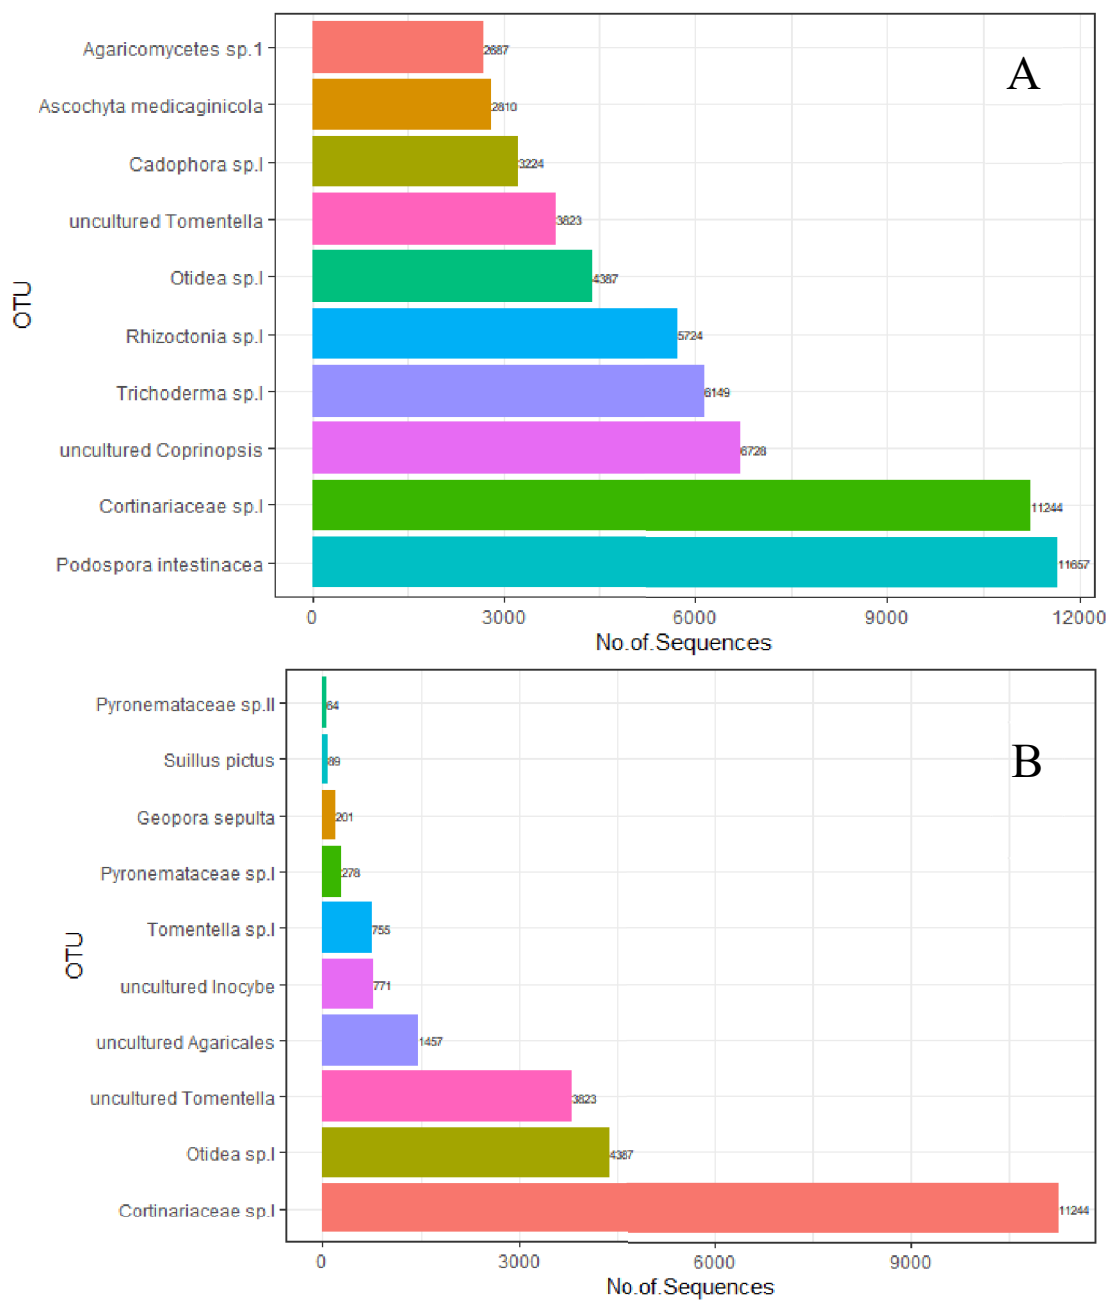 A
Agaricomycetes sp.1 2687
Ascochyta medicaginicola 2810
Cadophora sp.I 3224
uncultured Tomentella 3823
Otidea sp.I 4387
Rhizoctonia sp.I 5724
Trichoderma sp.I 6149
uncultured Coprinopsis 6728
Cortinariaceae sp.I 11244
Podospora intestinacea 11657
OTU
0 3000 6000 9000 12000
No.of.Sequences
B
Pyronemataceae sp.II 64
Suillus pictus 89
Geopora sepulta 201
Pyronemataceae sp.I 278
Tomentella sp.I 755
uncultured Inocybe 771
uncultured Agaricales 1457
uncultured Tomentella 3823
Otidea sp.I 4387
Cortinariaceae sp.I 11244
OTU
0 3000 6000 9000
No.of.Sequences